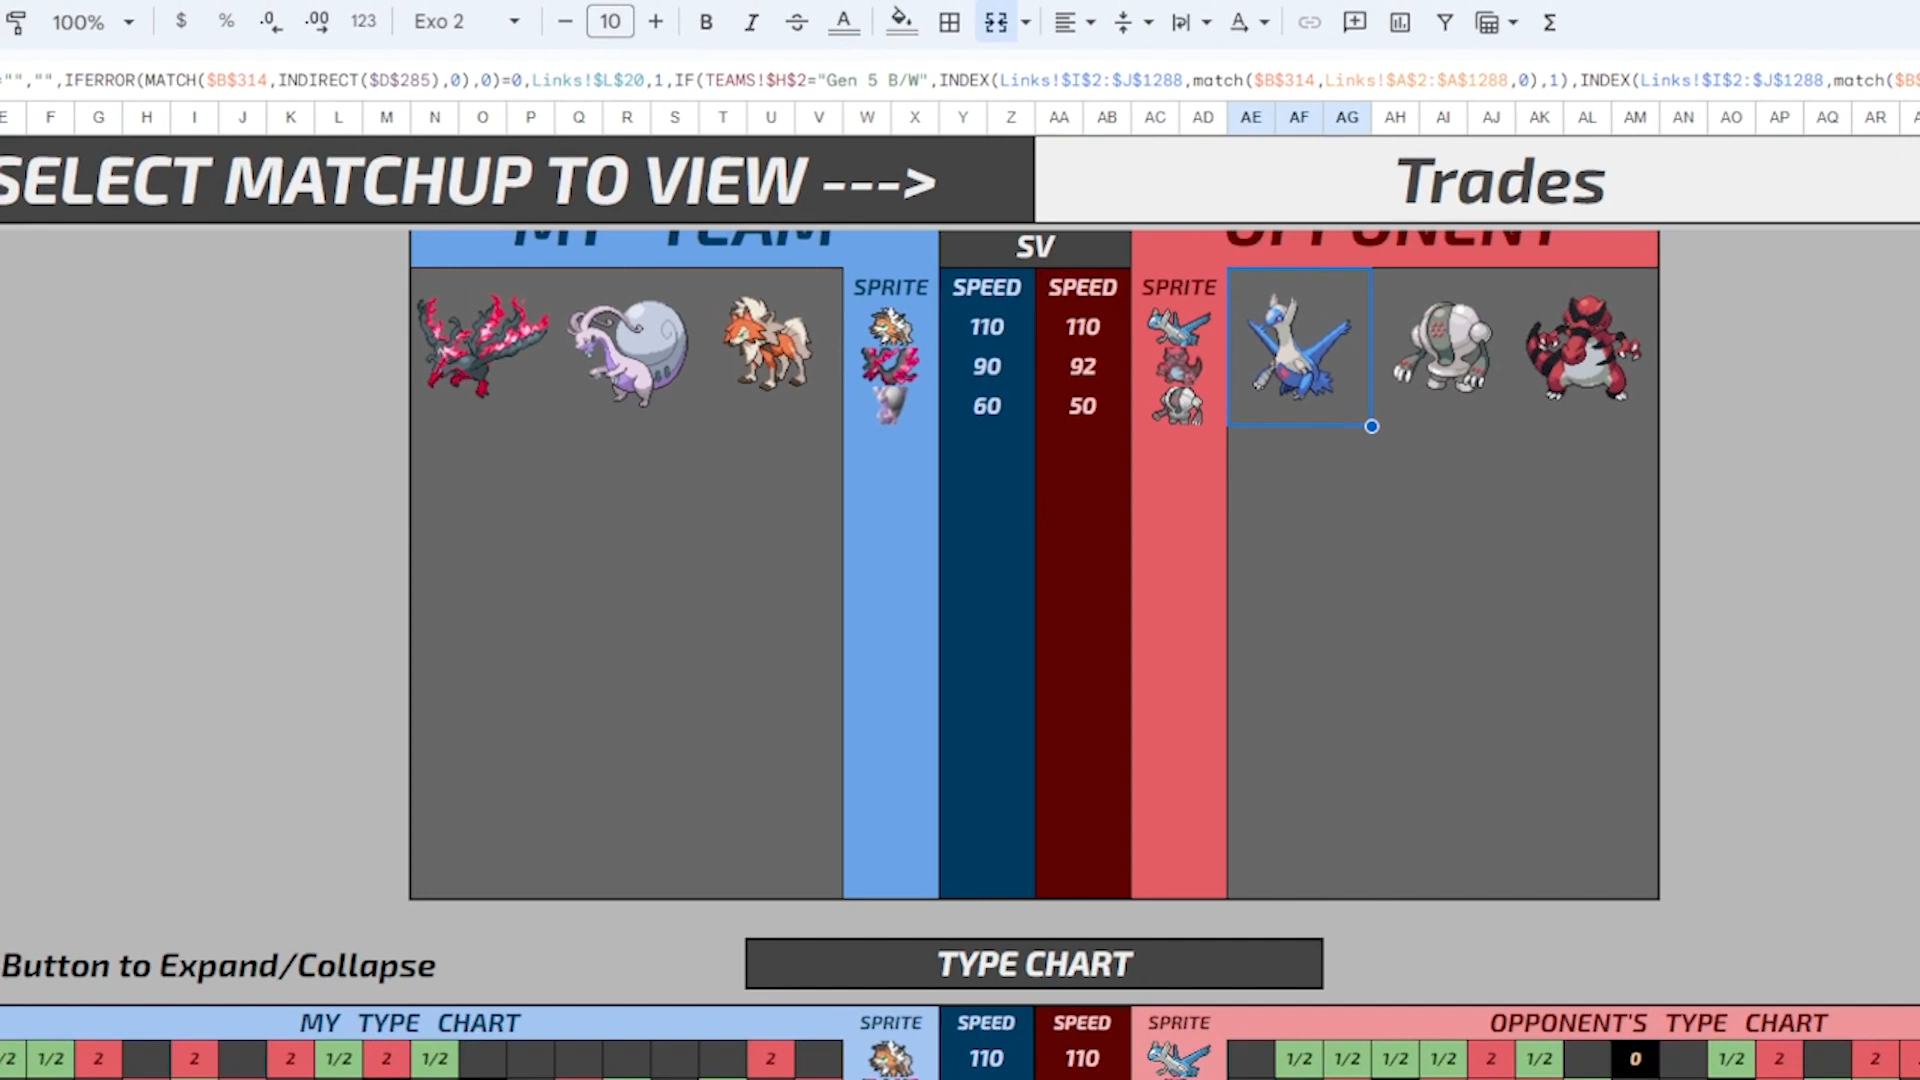 100% $ % .0 .00 123 Exo 2 − 10 + B I A Σ
="","",IFERROR(MATCH($B$314,INDIRECT($D$285),0),0)=0,Links!$L$20,1,IF(TEAMS!$H$2="Gen 5 B/W",INDEX(Links!$I$2:$J$1288,match($B$314,Links!$A$2:$A$1288,0),1),INDEX(Links!$I$2:$J$1288,match($B$
E F G H I J K L M N O P Q R S T U V W X Y Z AA AB AC AD AE AF AG AH AI AJ AK AL AM AN AO AP AQ AR
SELECT MATCHUP TO VIEW ---> Trades
MY TEAM SV OPPONENT
SPRITE SPEED SPEED SPRITE
110 110
90 92
60 50
Button to Expand/Collapse TYPE CHART
MY TYPE CHART SPRITE SPEED SPEED SPRITE OPPONENT'S TYPE CHART
/2 1/2 2 2 2 1/2 2 1/2 2 110 110 1/2 1/2 1/2 1/2 2 1/2 0 1/2 2 2